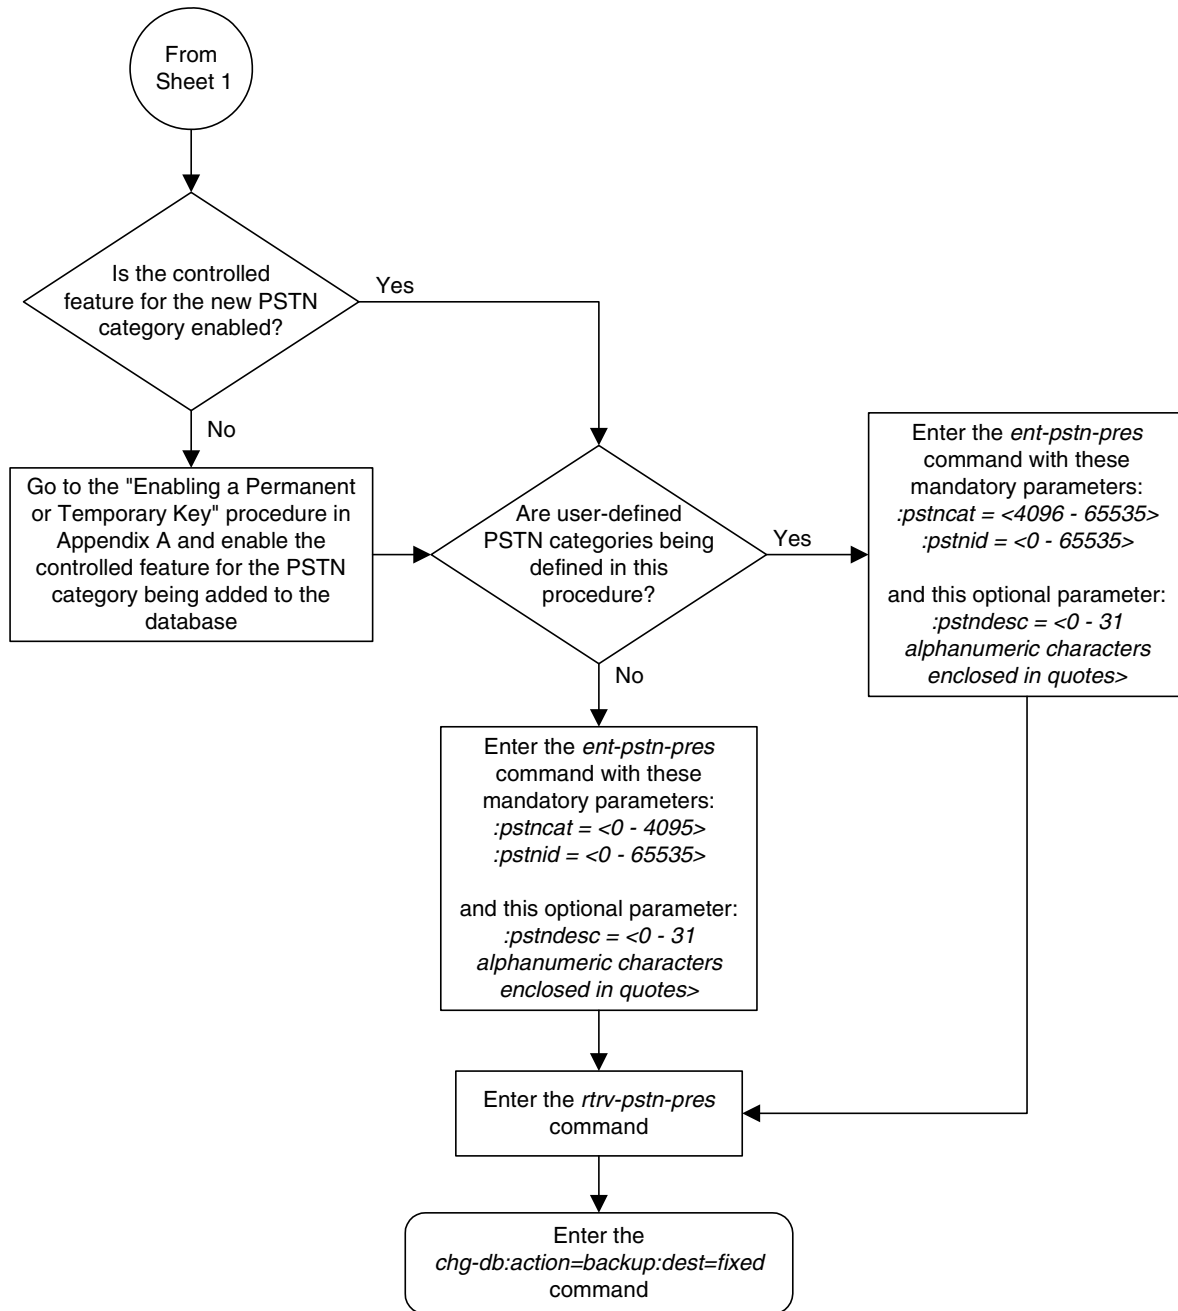 From
Sheet 1
Is the controlled
feature for the new PSTN
category enabled?
Yes
No
Go to the "Enabling a Permanent
or Temporary Key" procedure in
Appendix A and enable the
controlled feature for the PSTN
category being added to the
database
Are user-defined
PSTN categories being
defined in this
procedure?
Yes
No
Enter the ent-pstn-pres
command with these
mandatory parameters:
:pstncat = <4096 - 65535>
:pstnid = <0 - 65535>
and this optional parameter:
:pstndesc = <0 - 31
alphanumeric characters
enclosed in quotes>
Enter the ent-pstn-pres
command with these
mandatory parameters:
:pstncat = <0 - 4095>
:pstnid = <0 - 65535>
and this optional parameter:
:pstndesc = <0 - 31
alphanumeric characters
enclosed in quotes>
Enter the rtrv-pstn-pres
command
Enter the
chg-db:action=backup:dest=fixed
command